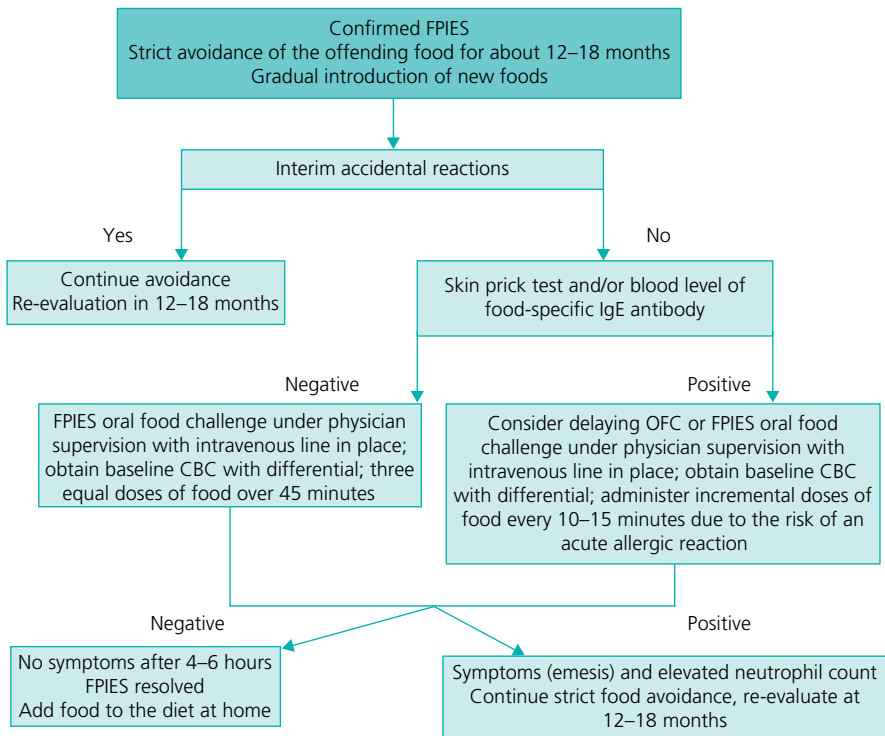 Confirmed FPIES
Strict avoidance of the offending food for about 12–18 months
Gradual introduction of new foods
Interim accidental reactions
Yes
No
Continue avoidance
Re-evaluation in 12–18 months
Skin prick test and/or blood level of
food-specific IgE antibody
Negative
Positive
FPIES oral food challenge under physician
supervision with intravenous line in place;
obtain baseline CBC with differential; three
equal doses of food over 45 minutes
Consider delaying OFC or FPIES oral food
challenge under physician supervision with
intravenous line in place; obtain baseline CBC
with differential; administer incremental doses of
food every 10–15 minutes due to the risk of an
acute allergic reaction
Negative
Positive
No symptoms after 4–6 hours
FPIES resolved
Add food to the diet at home
Symptoms (emesis) and elevated neutrophil count
Continue strict food avoidance, re-evaluate at
12–18 months